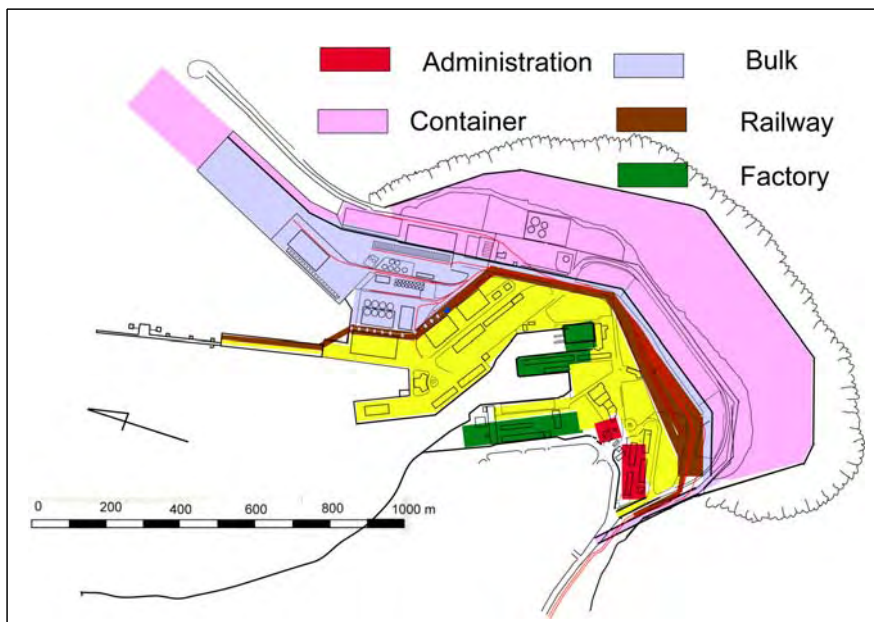 Administration
Bulk
Container
Railway
Factory
0 200 400 600 800 1000 m